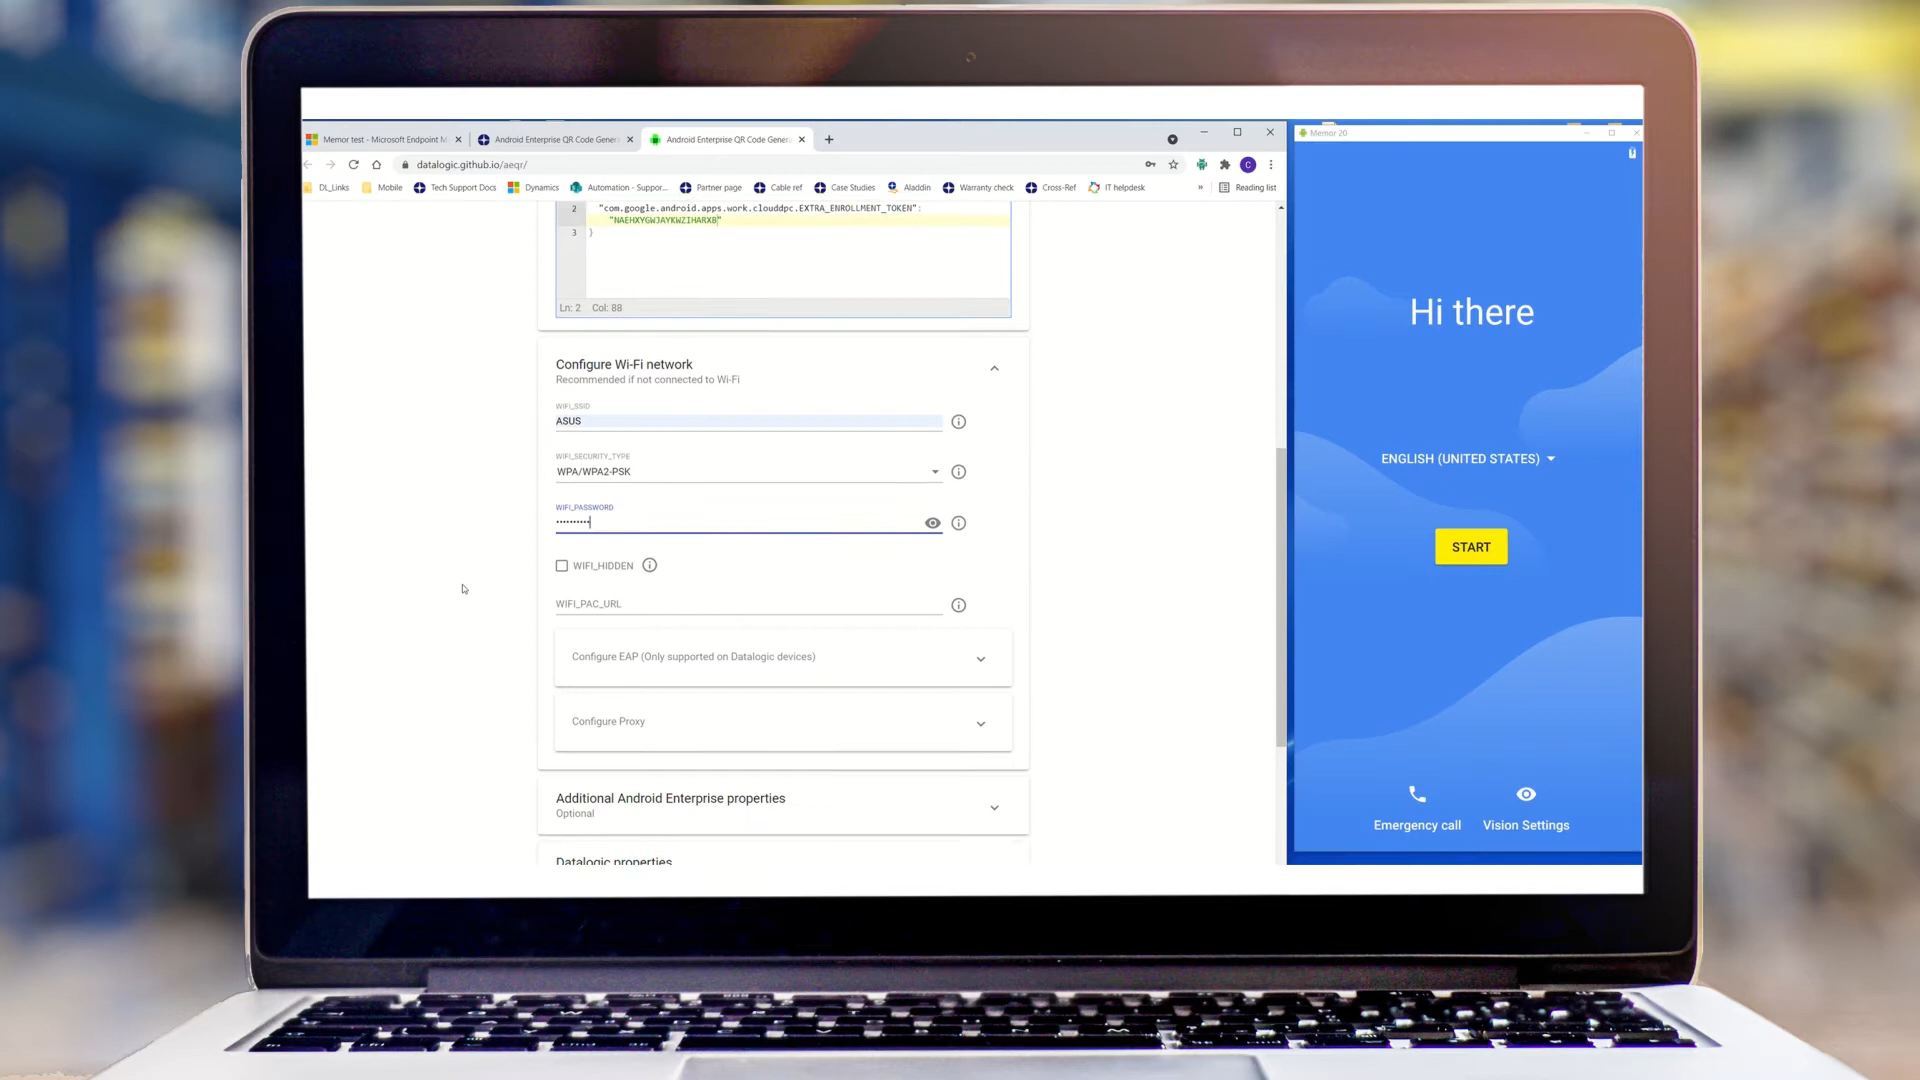 Memor test - Microsoft Endpoint M
Android Enterprise QR Code Gener
Android Enterprise QR Code Genera
Memor 20
datalogic.github.io/aeqr/
C
DL_Links
Mobile
Tech Support Docs
Dynamics
Automation - Suppor...
Partner page
Cable ref
Case Studies
Aladdin
Warranty check
Cross-Ref
IT helpdesk
»
Reading list
2 "com.google.android.apps.work.clouddpc.EXTRA_ENROLLMENT_TOKEN":
"NAEHXYGWJAYKWZIHARXB"
3 }
Ln: 2 Col: 88
Configure Wi-Fi network
Recommended if not connected to Wi-Fi
WIFI_SSID
ASUS
WIFI_SECURITY_TYPE
WPA/WPA2-PSK
WIFI_PASSWORD
••••••••••
WIFI_HIDDEN
WIFI_PAC_URL
Configure EAP (Only supported on Datalogic devices)
Configure Proxy
Additional Android Enterprise properties
Optional
Datalogic properties
Hi there
ENGLISH (UNITED STATES)
START
Emergency call
Vision Settings